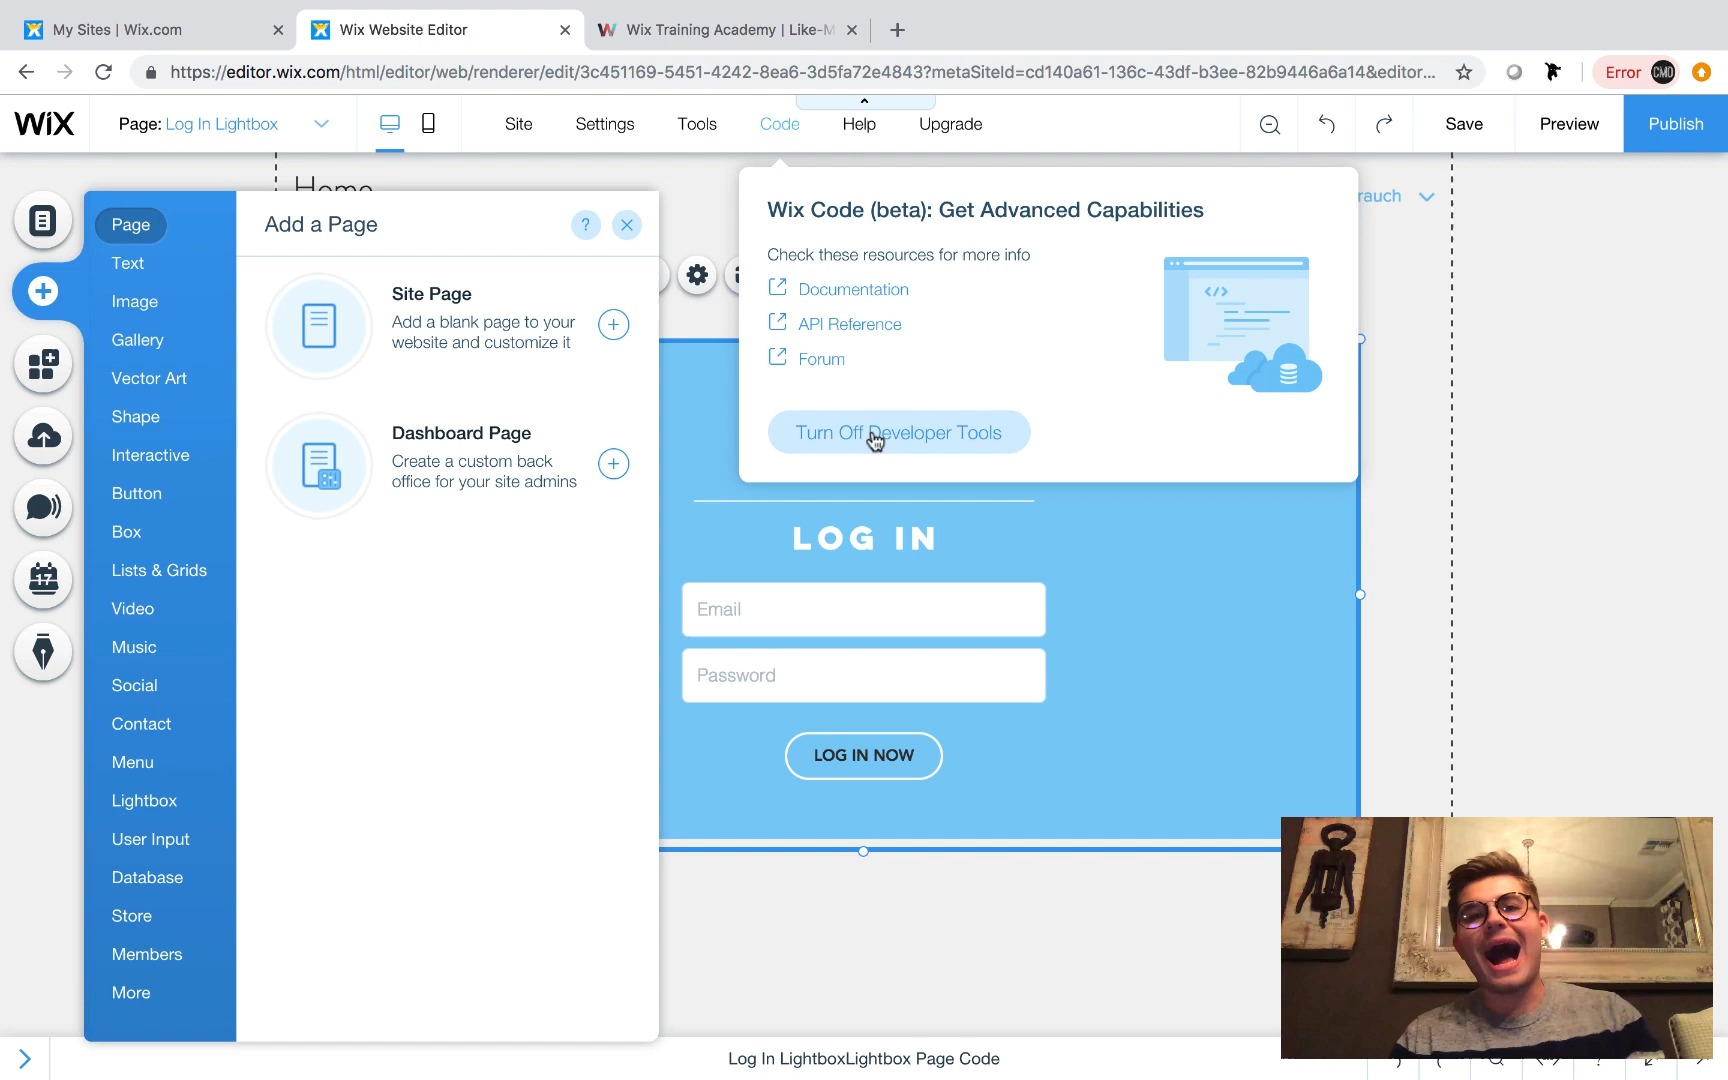 My Sites | Wix.com
Wix Website Editor
Wix Training Academy | Like-M
https://editor.wix.com/html/editor/web/renderer/edit/3c451169-5451-4242-8ea6-3d5fa72e4843?metaSiteId=cd140a61-136c-43df-b3ee-82b9446a6a14&editor...
Error
CMD
WiX
Page: Log In Lightbox
Site
Settings
Tools
Code
Help
Upgrade
Save
Preview
Publish
Home
rauch
Page
Text
Image
Gallery
Vector Art
Shape
Interactive
Button
Box
Lists & Grids
Video
Music
Social
Contact
Menu
Lightbox
User Input
Database
Store
Members
More
17
Add a Page
?
Site Page
Add a blank page to your
website and customize it
Dashboard Page
Create a custom back
office for your site admins
Wix Code (beta): Get Advanced Capabilities
Check these resources for more info
Documentation
API Reference
Forum
Turn Off Developer Tools
LOG IN
Email
Password
LOG IN NOW
Log In LightboxLightbox Page Code